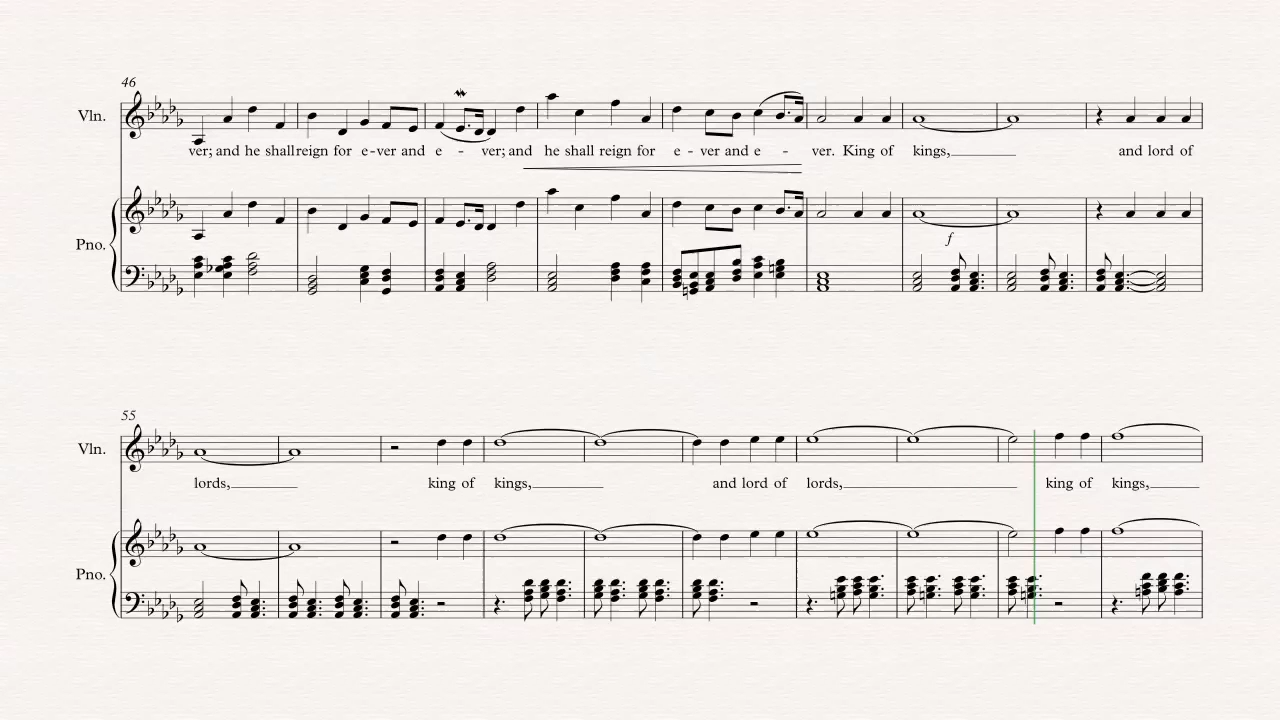 46
Vln.
ver; and he shall reign for e - ver and e - ver; and he shall reign for e - ver and e - ver. King of kings, and lord of
Pno.
f
55
Vln.
lords, king of kings, and lord of lords, king of kings,
Pno.